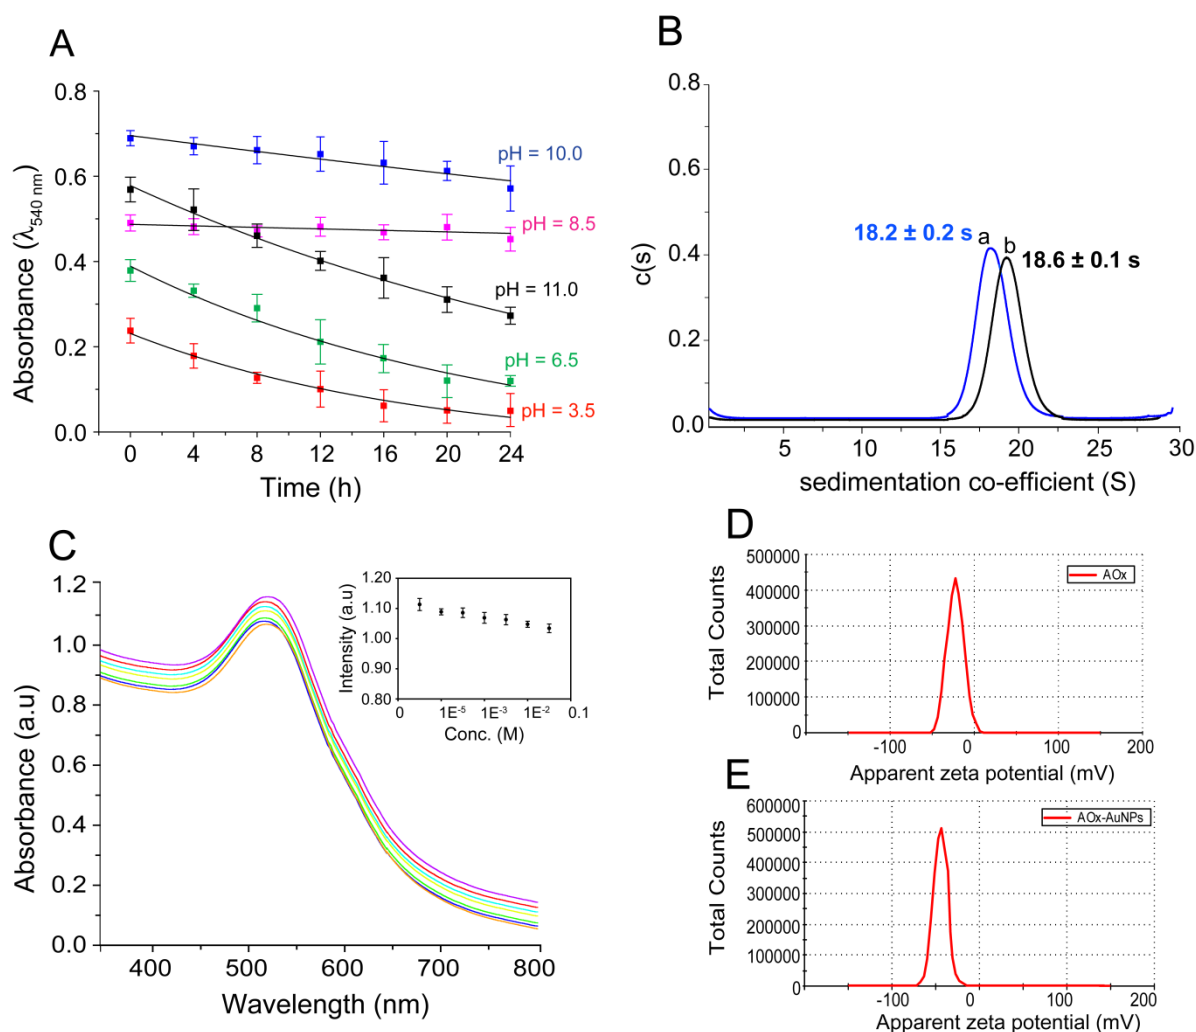 A
0.8
0.6
0.4
0.2
0.0
Absorbance (λ540 nm)
pH = 10.0
pH = 8.5
pH = 11.0
pH = 6.5
pH = 3.5
0 4 8 12 16 20 24
Time (h)
B
0.8
0.6
0.4
0.2
0.0
c(s)
18.2 ± 0.2 s
a
b
18.6 ± 0.1 s
5 10 15 20 25 30
sedimentation co-efficient (S)
C
1.2
1.0
0.8
0.6
0.4
0.2
0.0
Absorbance (a.u)
400 500 600 700 800
Wavelength (nm)
1.20
1.10
1.00
0.90
0.80
Intensity (a.u)
0 1E-5 1E-3 1E-2 0.1
Conc. (M)
D
500000
400000
300000
200000
100000
0
Total Counts
AOx
-100 0 100 200
Apparent zeta potential (mV)
E
600000
500000
400000
300000
200000
100000
0
Total Counts
AOx-AuNPs
-100 0 100 200
Apparent zeta potential (mV)